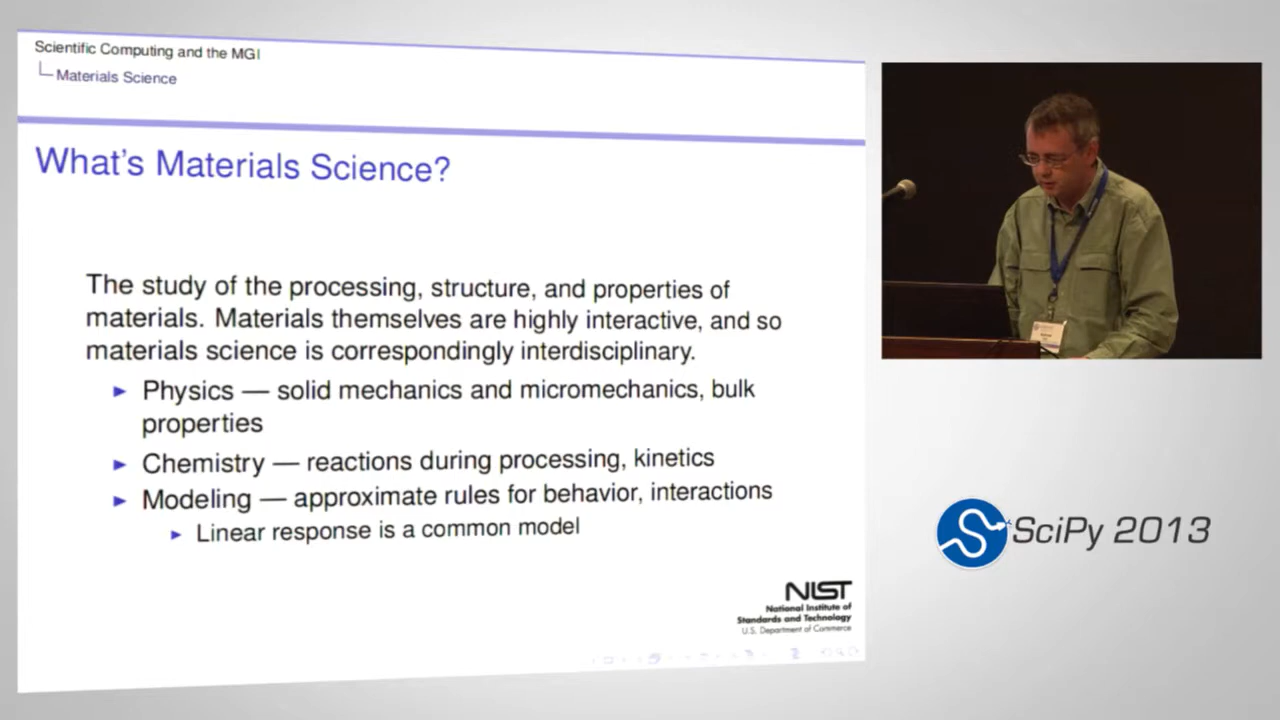 Scientific Computing and the MGI
Materials Science
What's Materials Science?
The study of the processing, structure, and properties of
materials. Materials themselves are highly interactive, and so
materials science is correspondingly interdisciplinary.
Physics — solid mechanics and micromechanics, bulk
properties
Chemistry — reactions during processing, kinetics
Modeling — approximate rules for behavior, interactions
Linear response is a common model
NIST
National Institute of
Standards and Technology
U.S. Department of Commerce
SciPy 2013